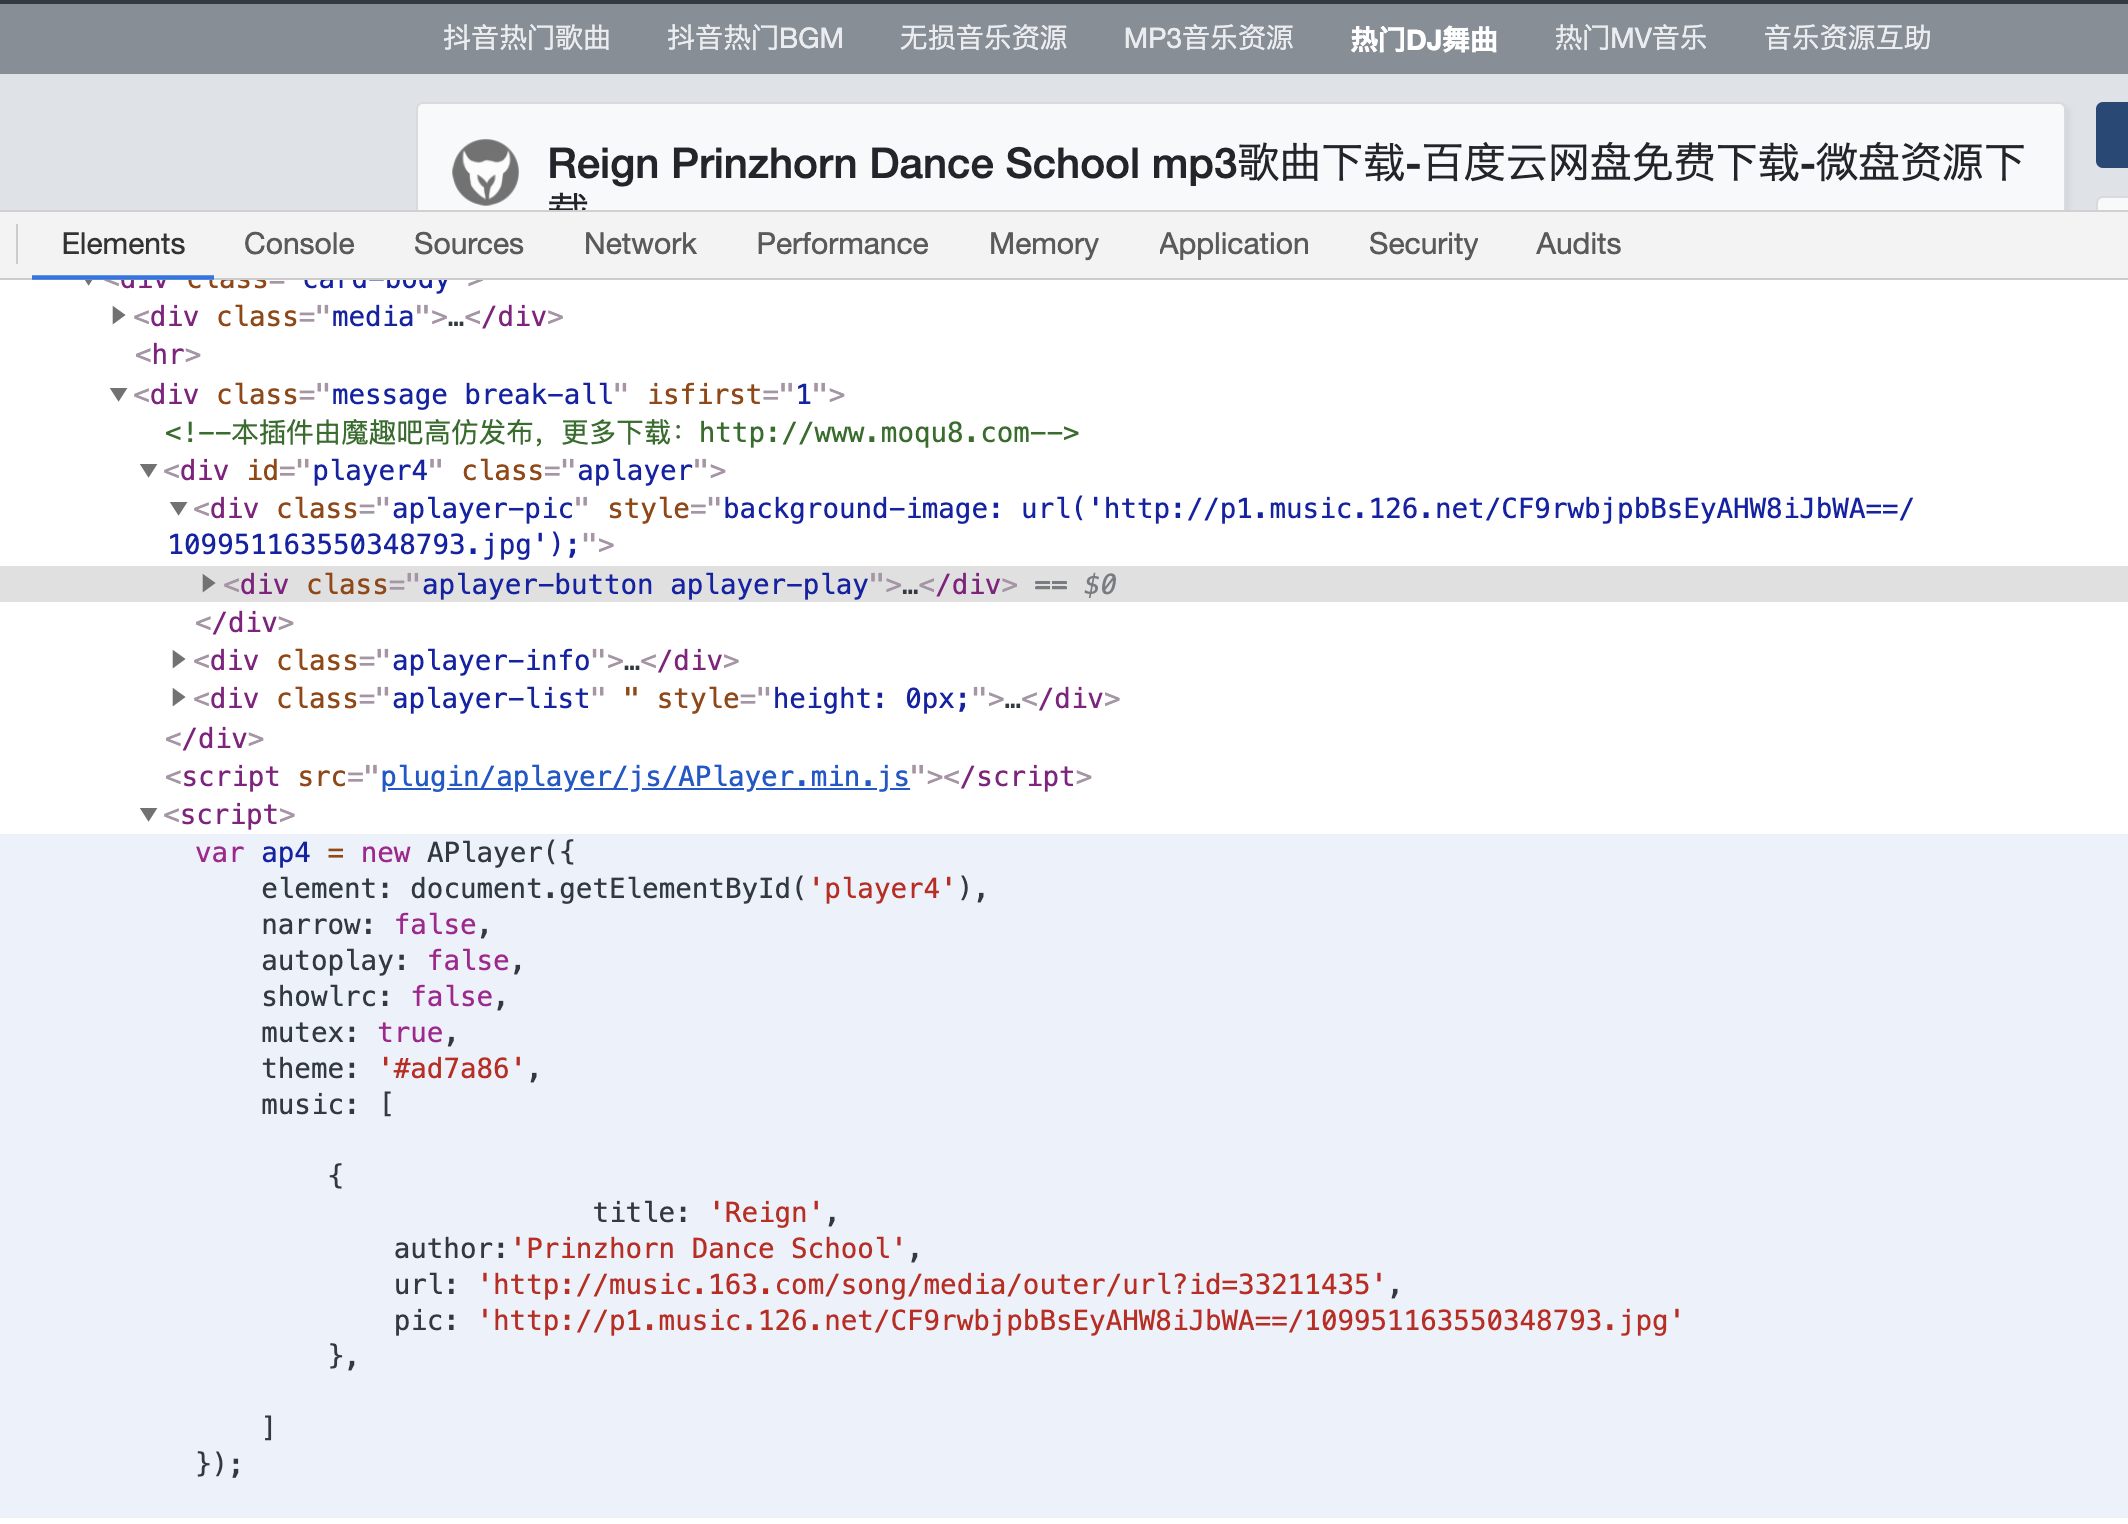 抖音热门歌曲 抖音热门BGM 无损音乐资源 MP3音乐资源 热门DJ舞曲 热门MV音乐 音乐资源互助
Reign Prinzhorn Dance School mp3歌曲下载-百度云网盘免费下载-微盘资源下
载
Elements Console Sources Network Performance Memory Application Security Audits
<div class="card-body">
<div class="media">…</div>
<hr>
<div class="message break-all" isfirst="1">
<!--本插件由魔趣吧高仿发布，更多下载：http://www.moqu8.com-->
<div id="player4" class="aplayer">
<div class="aplayer-pic" style="background-image: url('http://p1.music.126.net/CF9rwbjpbBsEyAHW8iJbWA==/
109951163550348793.jpg');">
<div class="aplayer-button aplayer-play">…</div> == $0
</div>
<div class="aplayer-info">…</div>
<div class="aplayer-list" " style="height: 0px;">…</div>
</div>
<script src="plugin/aplayer/js/APlayer.min.js"></script>
<script>
var ap4 = new APlayer({
element: document.getElementById('player4'),
narrow: false,
autoplay: false,
showlrc: false,
mutex: true,
theme: '#ad7a86',
music: [
{
title: 'Reign',
author:'Prinzhorn Dance School',
url: 'http://music.163.com/song/media/outer/url?id=33211435',
pic: 'http://p1.music.126.net/CF9rwbjpbBsEyAHW8iJbWA==/109951163550348793.jpg'
},
]
});